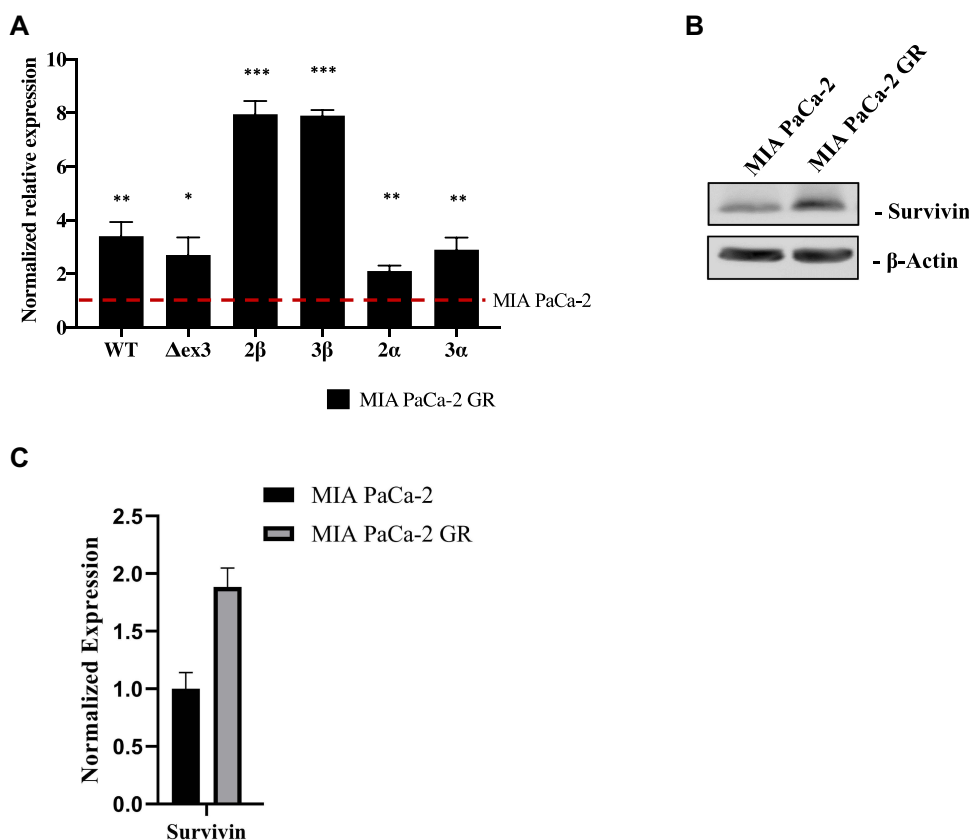 A
Normalized relative expression
10
8
6
4
2
0
**
*
***
***
**
**
MIA PaCa-2
WT Δex3 2β 3β 2α 3α
MIA PaCa-2 GR
B
MIA PaCa-2
MIA PaCa-2 GR
- Survivin
- β-Actin
C
MIA PaCa-2
MIA PaCa-2 GR
Normalized Expression
2.5
2.0
1.5
1.0
0.5
0.0
Survivin